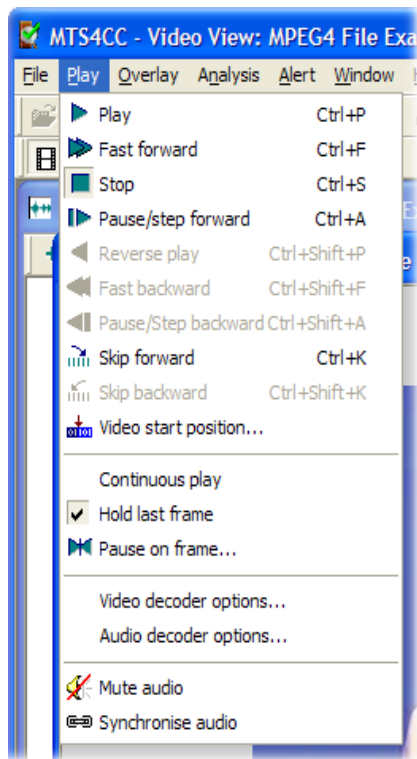 MTS4CC - Video View: MPEG4 File Exa
File Play Overlay Analysis Alert Window
Play Ctrl+P
Fast forward Ctrl+F
Stop Ctrl+S
Pause/step forward Ctrl+A
Reverse play Ctrl+Shift+P
Fast backward Ctrl+Shift+F
Pause/Step backward Ctrl+Shift+A
Skip forward Ctrl+K
Skip backward Ctrl+Shift+K
Video start position...
Continuous play
Hold last frame
Pause on frame...
Video decoder options...
Audio decoder options...
Mute audio
Synchronise audio